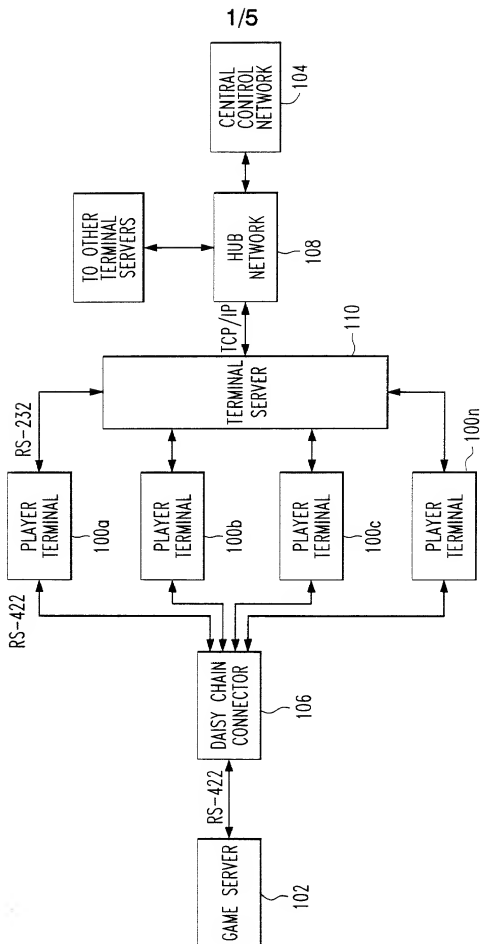 1/5
GAME SERVER
102
RS-422
DAISY CHAIN
CONNECTOR
106
RS-422
PLAYER
TERMINAL
100a
PLAYER
TERMINAL
100b
PLAYER
TERMINAL
100c
PLAYER
TERMINAL
100n
RS-232
TERMINAL
SERVER
110
TCP/IP
HUB
NETWORK
108
TO OTHER
TERMINAL
SERVERS
CENTRAL
CONTROL
NETWORK
104